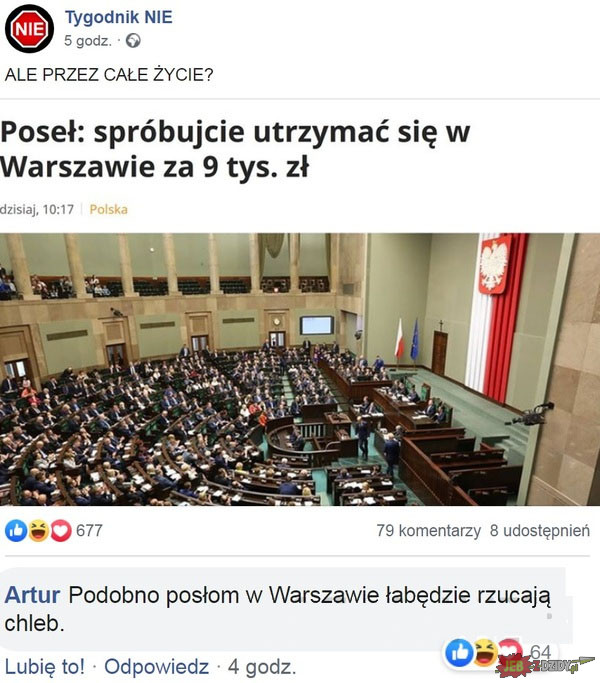 NIE
Tygodnik NIE
5 godz.
ALE PRZEZ CAŁE ŻYCIE?
Poseł: spróbujcie utrzymać się w
Warszawie za 9 tys. zł
dzisiaj, 10:17 | Polska
677
79 komentarzy 8 udostępnień
Artur Podobno posłom w Warszawie łabędzie rzucają
chleb.
64
Lubię to! · Odpowiedz · 4 godz.
JEB Z DZIDY.pl